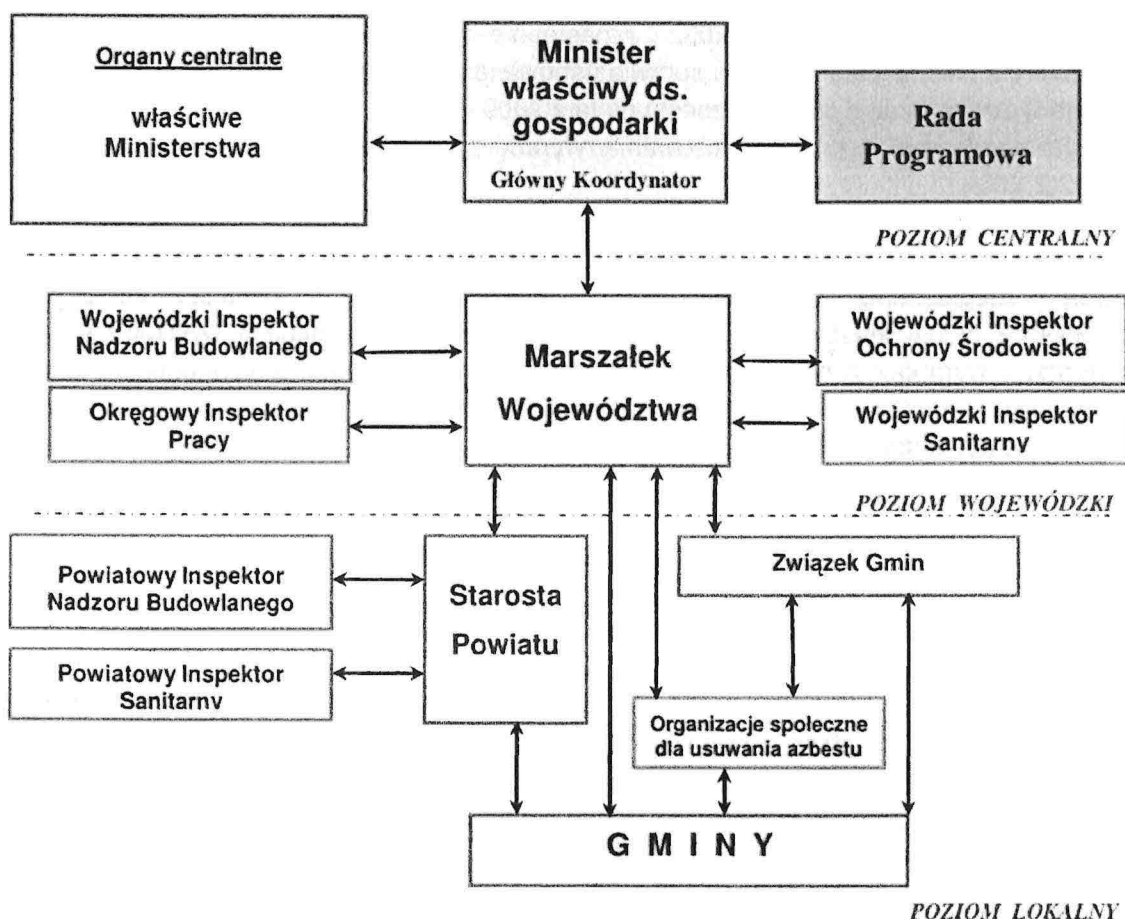 Organy centralne
właściwe
Ministerstwa
Minister
właściwy ds.
gospodarki
Główny Koordynator
Rada
Programowa
POZIOM CENTRALNY
Wojewódzki Inspektor
Nadzoru Budowlanego
Okręgowy Inspektor
Pracy
Marszałek
Województwa
Wojewódzki Inspektor
Ochrony Środowiska
Wojewódzki Inspektor
Sanitarny
POZIOM WOJEWÓDZKI
Powiatowy Inspektor
Nadzoru Budowlanego
Powiatowy Inspektor
Sanitarny
Starosta
Powiatu
Związek Gmin
Organizacje społeczne
dla usuwania azbestu
G M I N Y
POZIOM LOKALNY